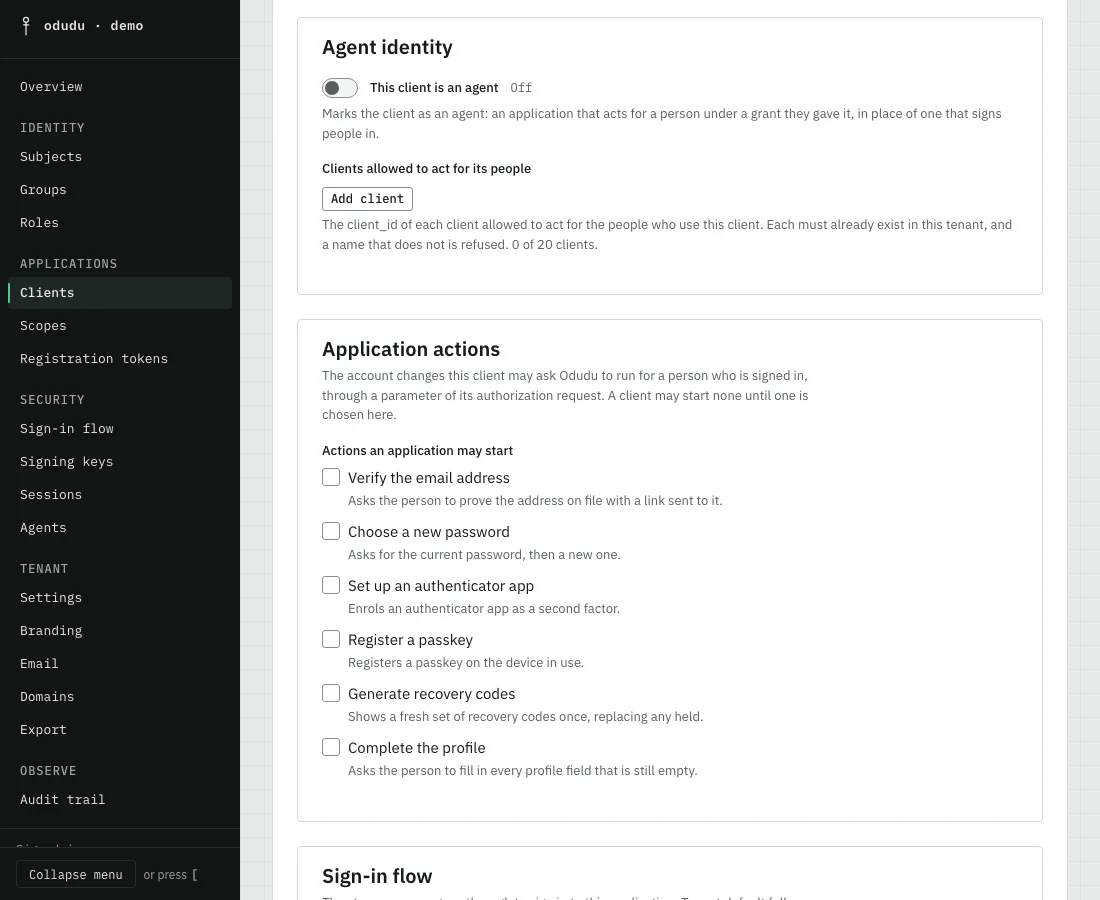 odudu · demo
Overview
IDENTITY
Subjects
Groups
Roles
APPLICATIONS
Clients
Scopes
Registration tokens
SECURITY
Sign-in flow
Signing keys
Sessions
Agents
TENANT
Settings
Branding
Email
Domains
Export
OBSERVE
Audit trail
Collapse menu or press [
Agent identity
This client is an agent Off
Marks the client as an agent: an application that acts for a person under a grant they gave it, in place of one that signs
people in.
Clients allowed to act for its people
Add client
The client_id of each client allowed to act for the people who use this client. Each must already exist in this tenant, and
a name that does not is refused. 0 of 20 clients.
Application actions
The account changes this client may ask Odudu to run for a person who is signed in,
through a parameter of its authorization request. A client may start none until one is
chosen here.
Actions an application may start
Verify the email address
Asks the person to prove the address on file with a link sent to it.
Choose a new password
Asks for the current password, then a new one.
Set up an authenticator app
Enrols an authenticator app as a second factor.
Register a passkey
Registers a passkey on the device in use.
Generate recovery codes
Shows a fresh set of recovery codes once, replacing any held.
Complete the profile
Asks the person to fill in every profile field that is still empty.
Sign-in flow